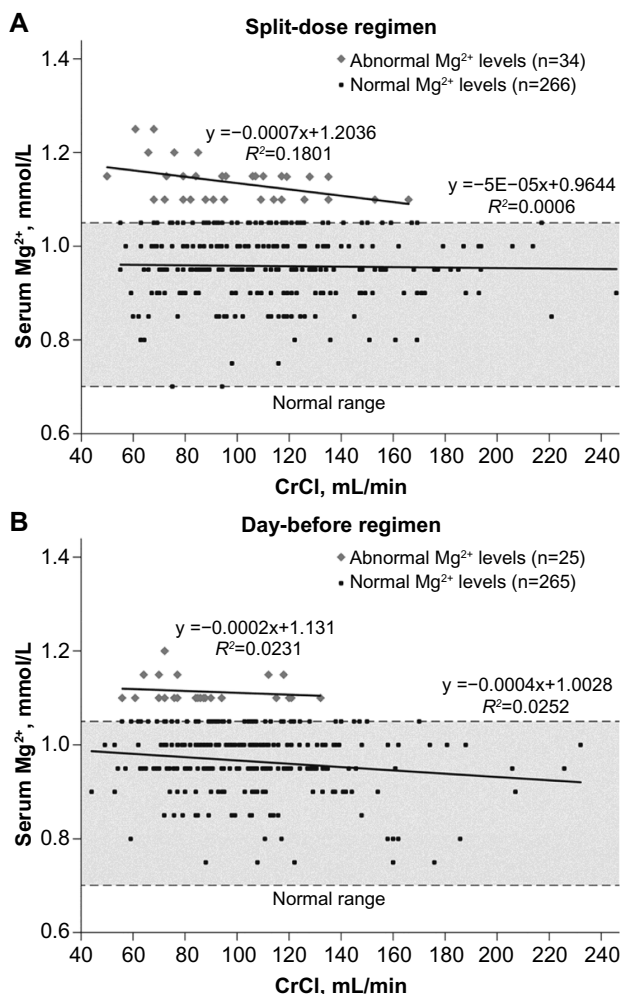 A
Split-dose regimen
1.4
Abnormal Mg²⁺ levels (n=34)
Normal Mg²⁺ levels (n=266)
y =−0.0007x+1.2036
R²=0.1801
1.2
y =−5E−05x+0.9644
R²=0.0006
1.0
Serum Mg²⁺, mmol/L
0.8
Normal range
0.6
40 60 80 100 120 140 160 180 200 220 240
CrCl, mL/min
B
Day-before regimen
1.4
Abnormal Mg²⁺ levels (n=25)
Normal Mg²⁺ levels (n=265)
y =−0.0002x+1.131
R²=0.0231
1.2
y =−0.0004x+1.0028
R²=0.0252
1.0
Serum Mg²⁺, mmol/L
0.8
Normal range
0.6
40 60 80 100 120 140 160 180 200 220 240
CrCl, mL/min